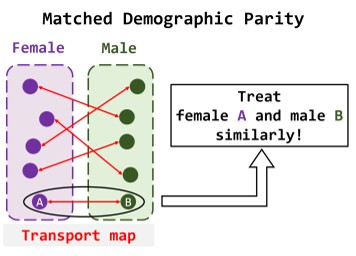 Matched Demographic Parity
Female Male
Treat
female A and male B
similarly!
A B
Transport map